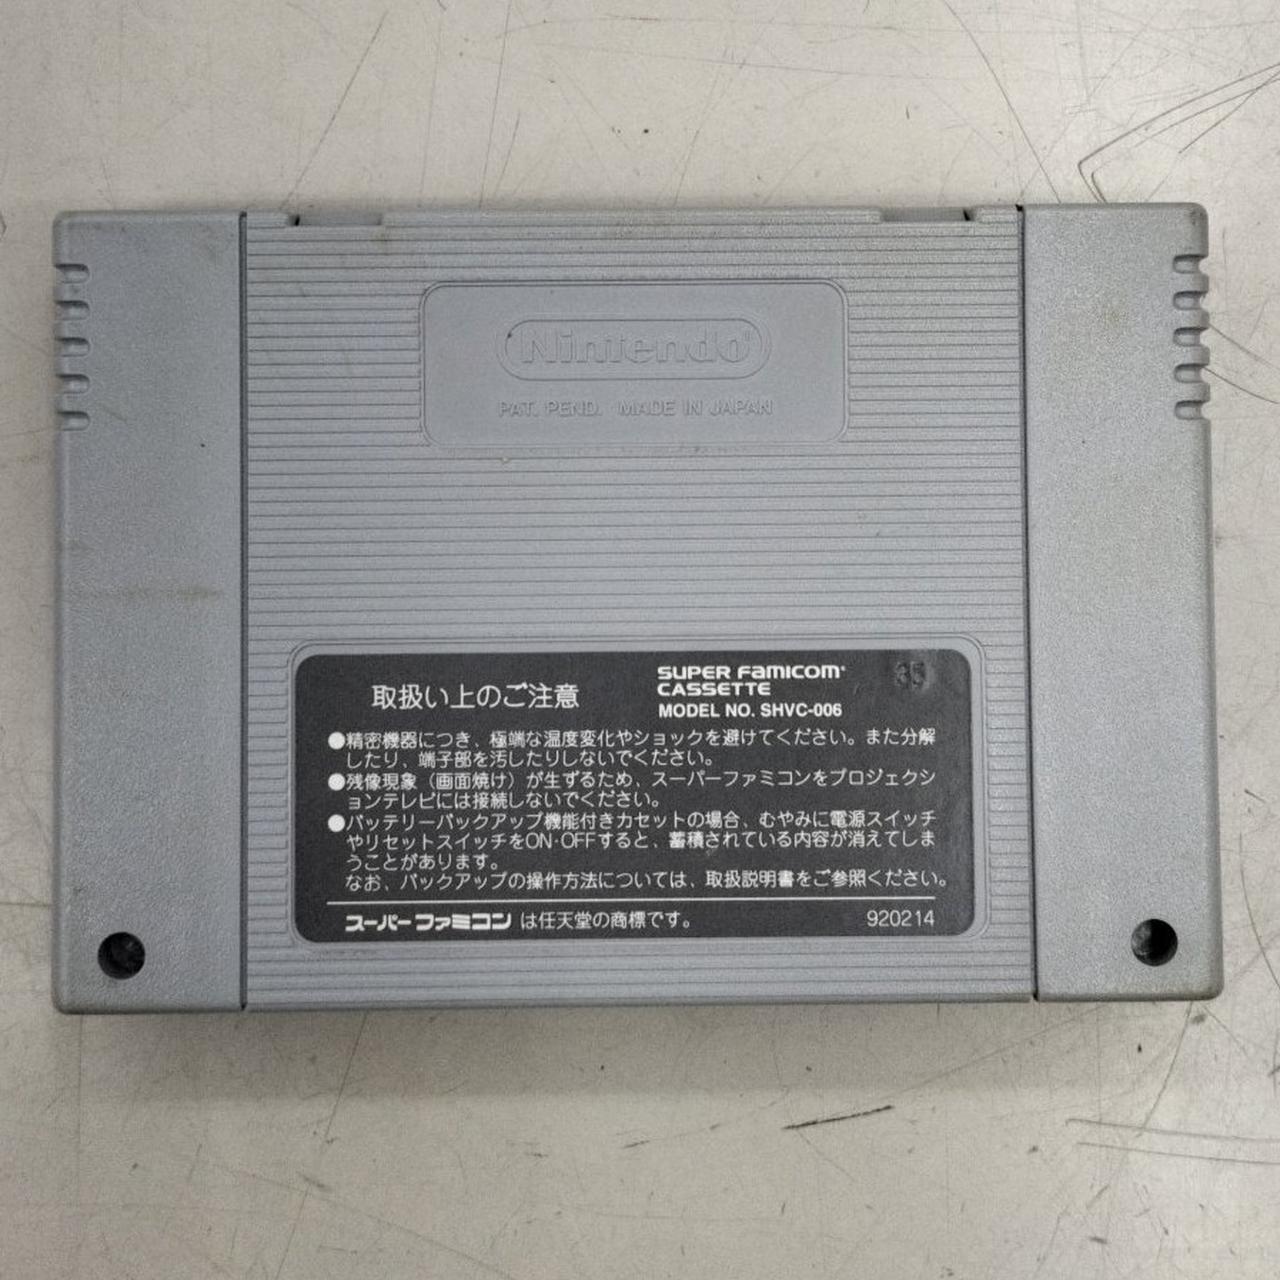 Nintendo
PAT. PEND. MADE IN JAPAN
取扱い上のご注意
SUPER FAMICOM
CASSETTE
MODEL NO. SHVC-006
35
●精密機器につき、極端な温度変化やショックを避けてください。また分解
したり、端子部を汚したりしないでください。
●残像現象（画面焼け）が生ずるため、スーパーファミコンをプロジェクシ
ョンテレビには接続しないでください。
●バッテリーバックアップ機能付きカセットの場合、むやみに電源スイッチ
やリセットスイッチをON·OFFすると、蓄積されている内容が消えてしま
うことがあります。
なお、バックアップの操作方法については、取扱説明書をご参照ください。
スーパーファミコン は任天堂の商標です。 920214